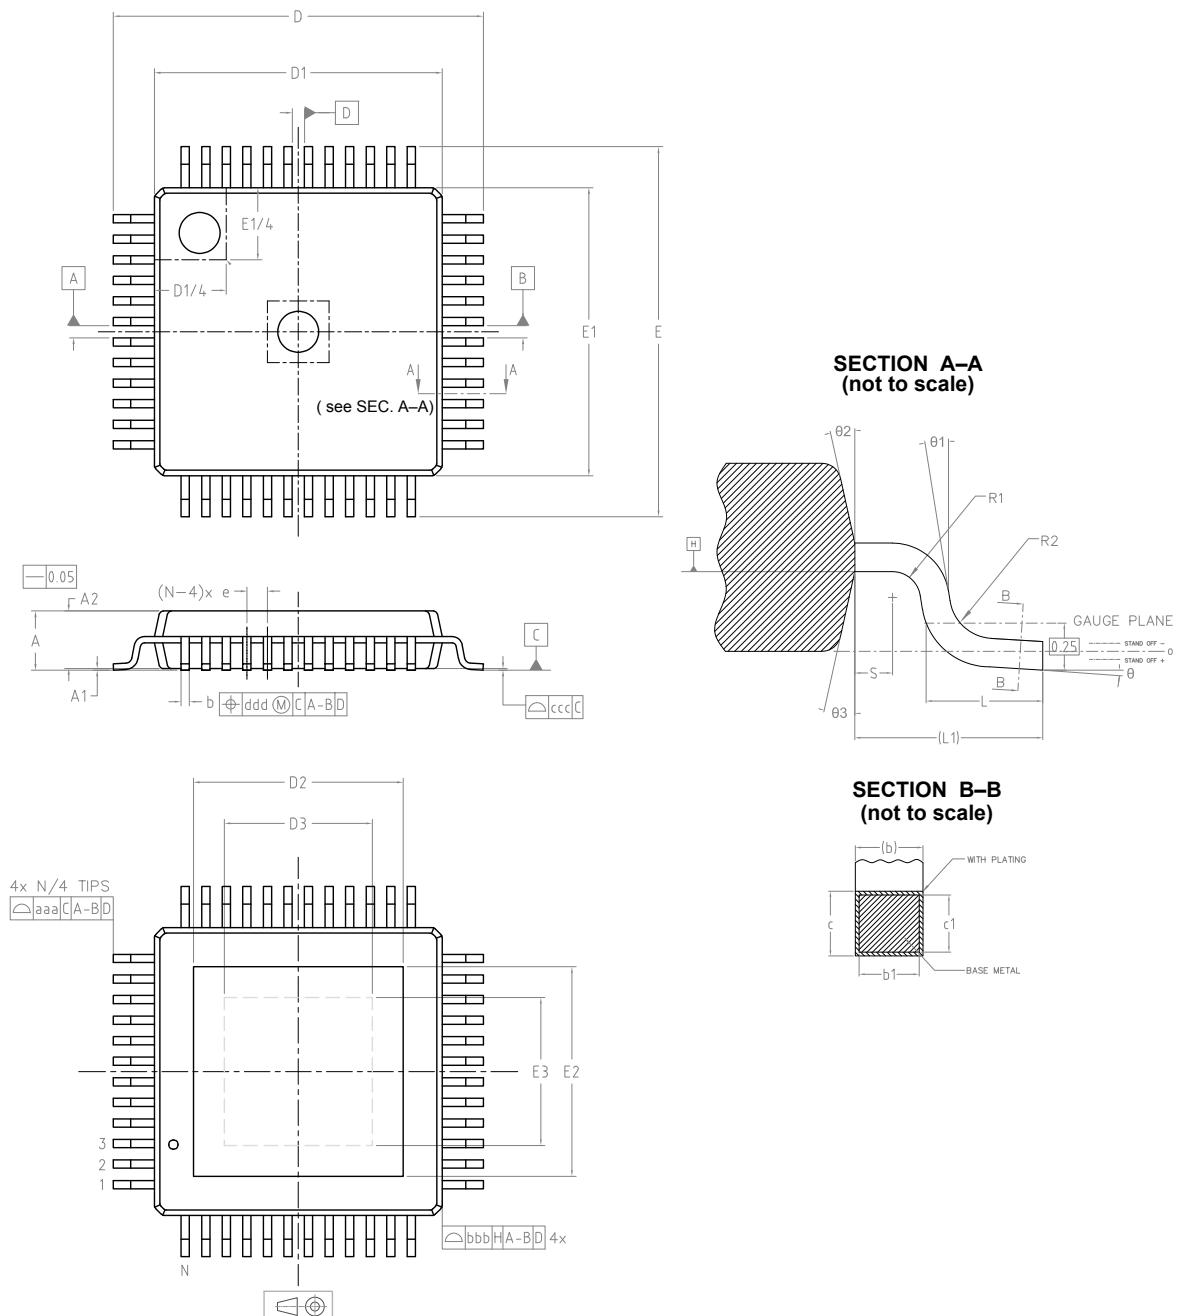 D
D1
D
E1/4
A
B
D1/4
E1
E
A
A
( see SEC. A–A)
SECTION A–A
(not to scale)
θ2
θ1
R1
H
R2
B
GAUGE PLANE
STAND OFF –
0.25
0
STAND OFF +
S
B
θ
L
θ3
(L1)
0.05
A2
(N-4)x e
A
C
A1
b
ddd Ⓜ C A-B D
ccc C
D2
SECTION B–B
(not to scale)
D3
(b)
WITH PLATING
4x N/4 TIPS
aaa C A-B D
c
c1
BASE METAL
b1
E3
E2
3
2
1
bbb H A-B D 4x
N